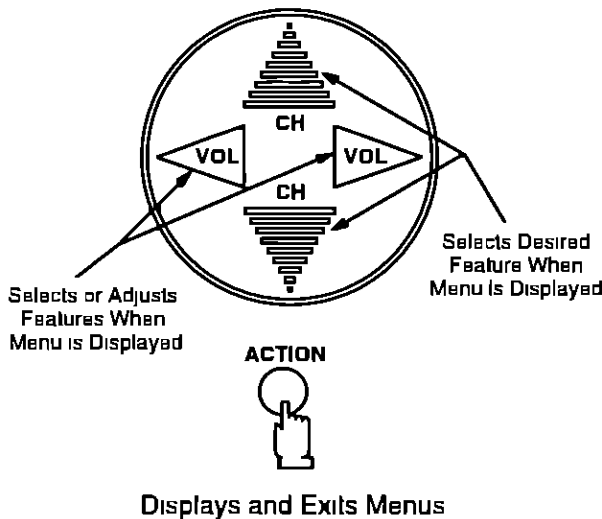 CH
VOL
VOL
CH
Selects or Adjusts
Features When
Menu is Displayed
Selects Desired
Feature When
Menu is Displayed
ACTION
Displays and Exits Menus